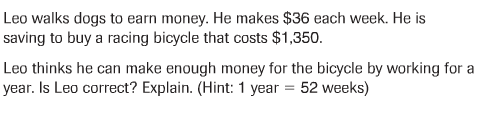 Leo walks dogs to earn money. He makes $36 each week. He is
saving to buy a racing bicycle that costs $1,350.
Leo thinks he can make enough money for the bicycle by working for a
year. Is Leo correct? Explain. (Hint: 1 year = 52 weeks)